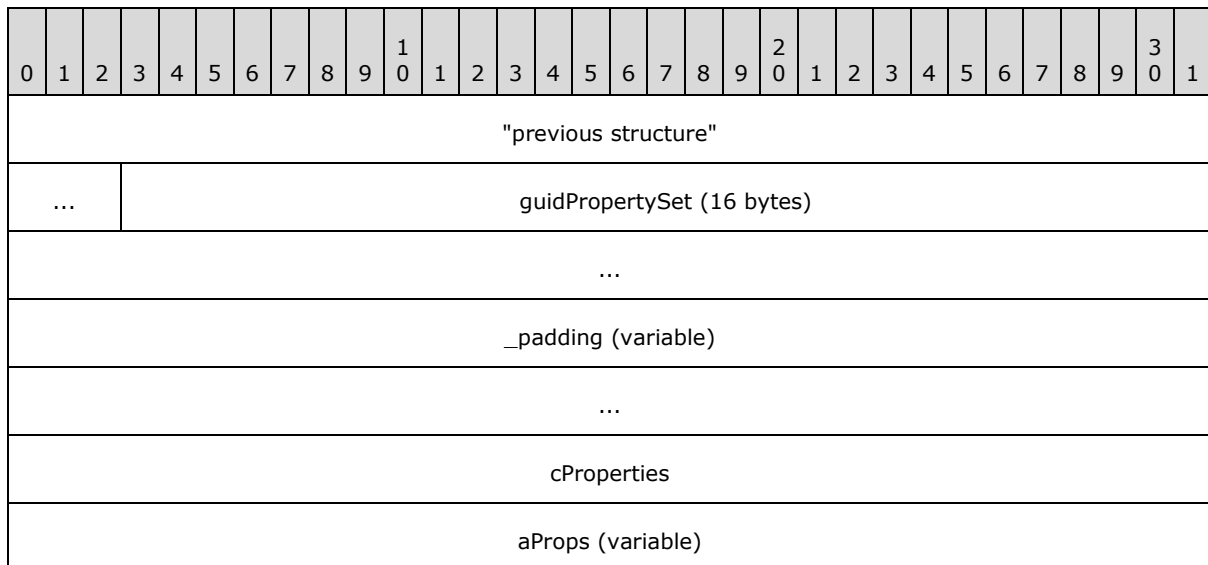 1 2 3
0 1 2 3 4 5 6 7 8 9 0 1 2 3 4 5 6 7 8 9 0 1 2 3 4 5 6 7 8 9 0 1
"previous structure"
... guidPropertySet (16 bytes)
...
_padding (variable)
...
cProperties
aProps (variable)